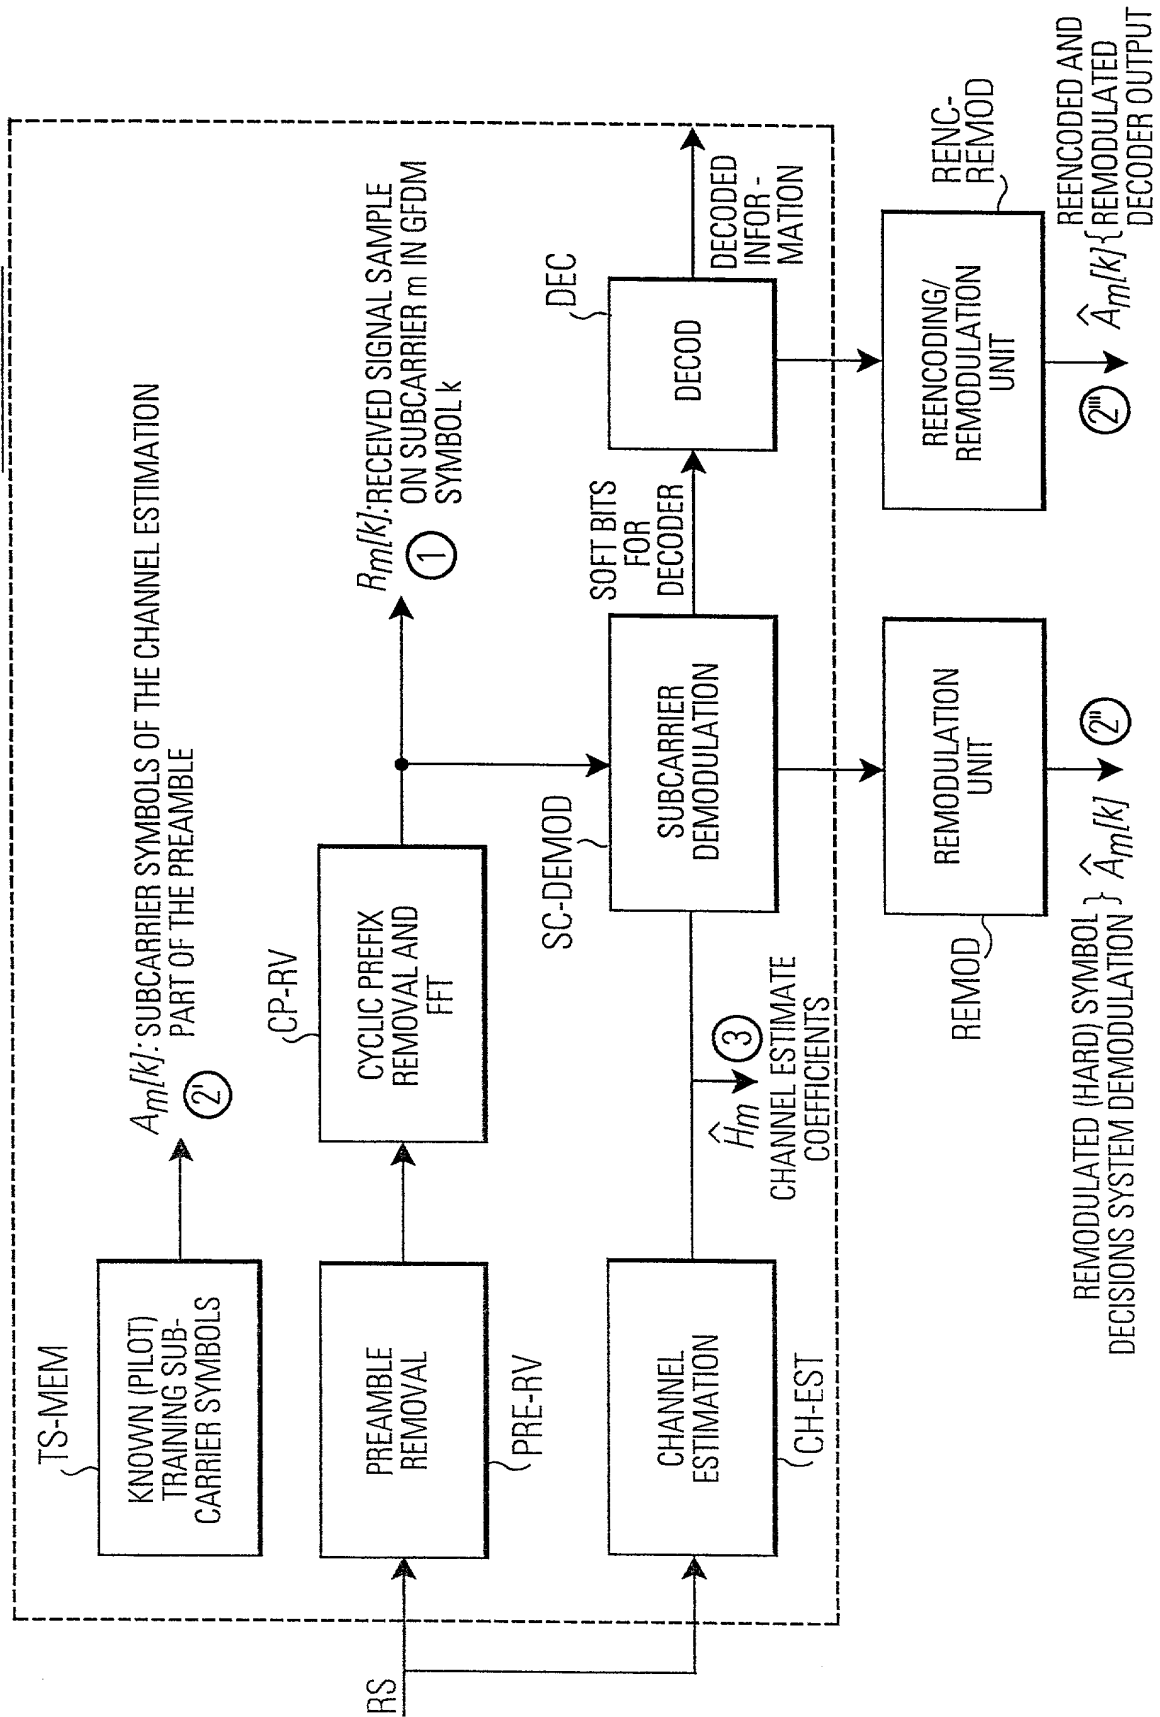 TS-MEM
KNOWN (PILOT)
TRAINING SUB-
CARRIER SYMBOLS
Am[k]: SUBCARRIER SYMBOLS OF THE CHANNEL ESTIMATION
PART OF THE PREAMBLE
2'
RS
PREAMBLE
REMOVAL
PRE-RV
CP-RV
CYCLIC PREFIX
REMOVAL AND
FFT
Rm[k]: RECEIVED SIGNAL SAMPLE
ON SUBCARRIER m IN GFDM
SYMBOL k
1
CHANNEL
ESTIMATION
CH-EST
Ĥm
3
CHANNEL ESTIMATE
COEFFICIENTS
SC-DEMOD
SUBCARRIER
DEMODULATION
SOFT BITS
FOR
DECODER
DEC
DECOD
DECODED
INFOR-
MATION
REMOD
REMODULATION
UNIT
REMODULATED (HARD) SYMBOL
DECISIONS SYSTEM DEMODULATION } Âm[k]
2"
RENC-
REMOD
REENCODING/
REMODULATION
UNIT
2'''
Âm[k] {
REENCODED AND
REMODULATED
DECODER OUTPUT